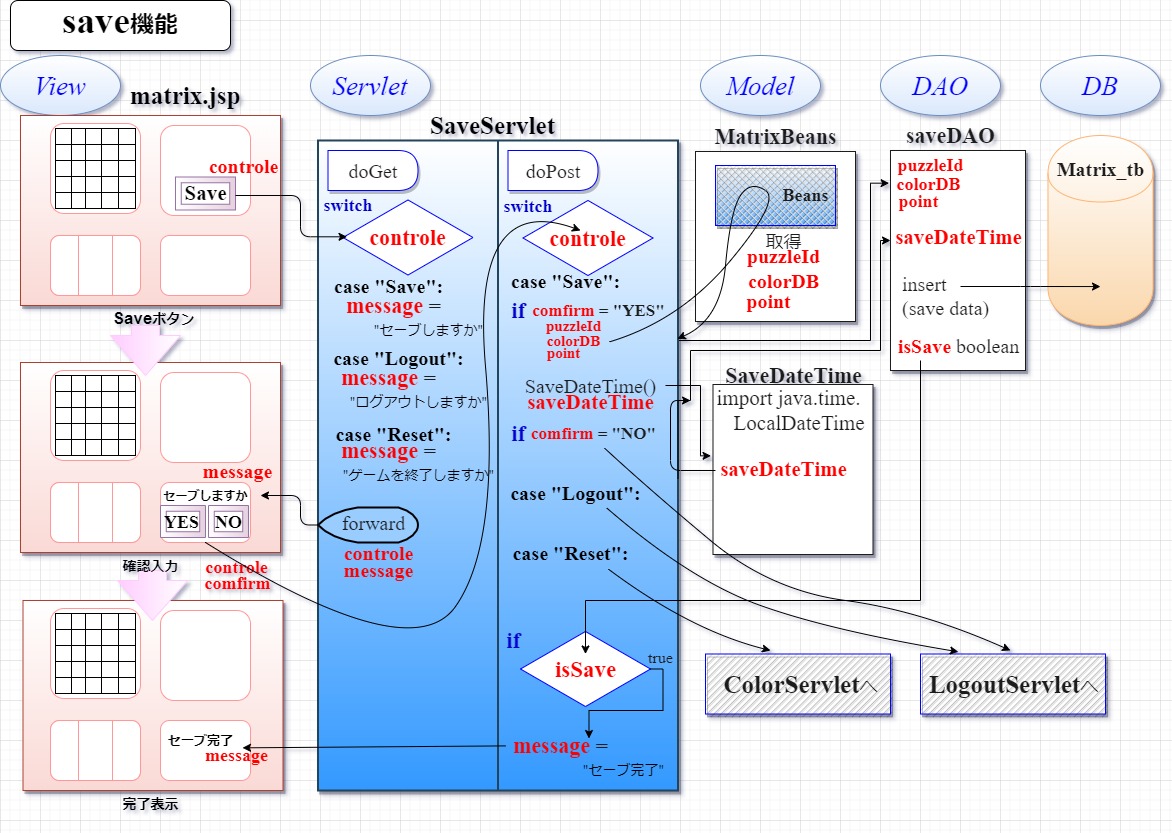 save機能
View
Servlet
Model
DAO
DB
matrix.jsp
controle
Save
Saveボタン
message
セーブしますか
YES
NO
確認入力
controle
comfirm
セーブ完了
message
完了表示
SaveServlet
doGet
switch
controle
case "Save":
message =
"セーブしますか"
case "Logout":
message =
"ログアウトしますか"
case "Reset":
message =
"ゲームを終了しますか"
forward
controle
message
doPost
switch
controle
case "Save":
if comfirm = "YES"
puzzleId
colorDB
point
SaveDateTime()
saveDateTime
if comfirm = "NO"
case "Logout":
case "Reset":
if
isSave
true
message =
"セーブ完了"
MatrixBeans
Beans
取得
puzzleId
colorDB
point
SaveDateTime
import java.time.
LocalDateTime
saveDateTime
saveDAO
puzzleId
colorDB
point
saveDateTime
insert
(save data)
isSave boolean
Matrix_tb
ColorServletへ
LogoutServletへ